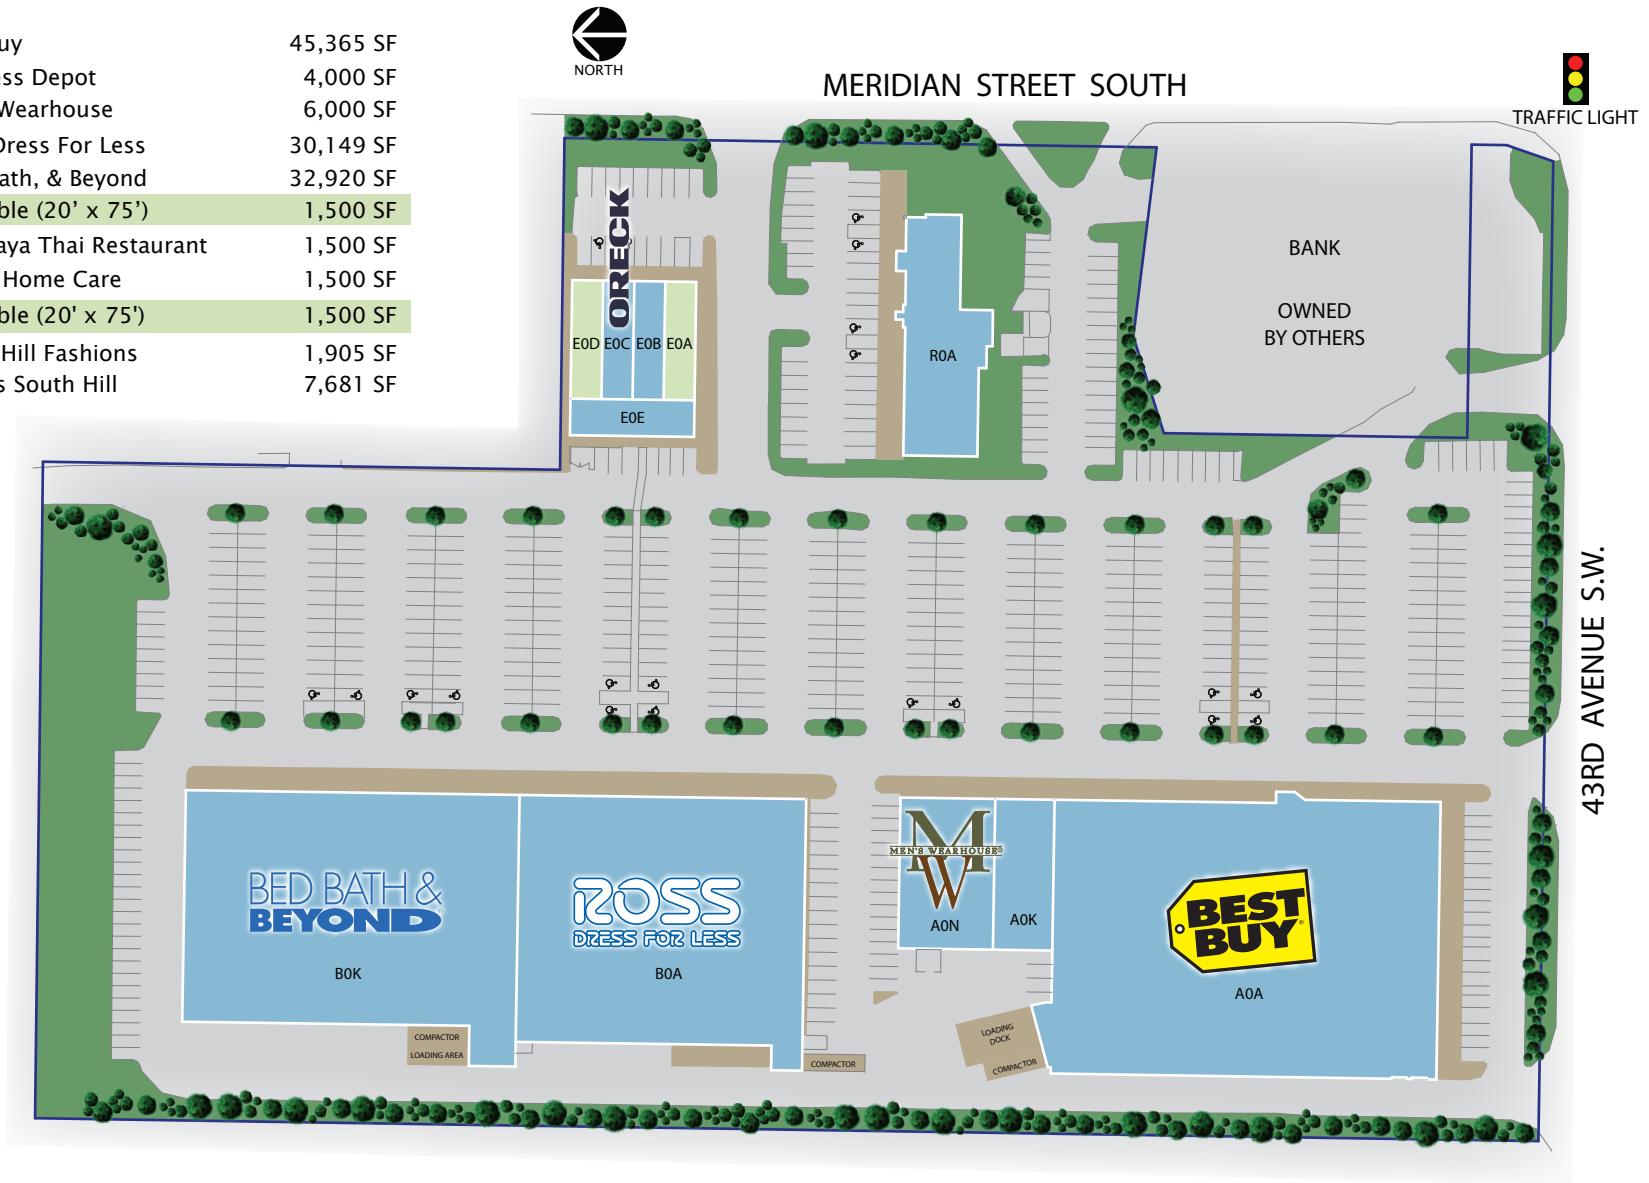 uy 45,365 SF
ess Depot 4,000 SF
Wearhouse 6,000 SF
Dress For Less 30,149 SF
ath, & Beyond 32,920 SF
ble (20’ x 75’) 1,500 SF
aya Thai Restaurant 1,500 SF
Home Care 1,500 SF
ble (20' x 75') 1,500 SF
Hill Fashions 1,905 SF
s South Hill 7,681 SF
NORTH
MERIDIAN STREET SOUTH
TRAFFIC LIGHT
ORECK
E0D E0C E0B E0A
E0E
R0A
BANK
OWNED
BY OTHERS
43RD AVENUE S.W.
BED BATH &
BEYOND
B0K
ROSS
DRESS FOR LESS
B0A
M
MEN'S WEARHOUSE®
W
A0N
A0K
BEST
BUY®
A0A
COMPACTOR
LOADING AREA
COMPACTOR
LOADING
DOCK
COMPACTOR